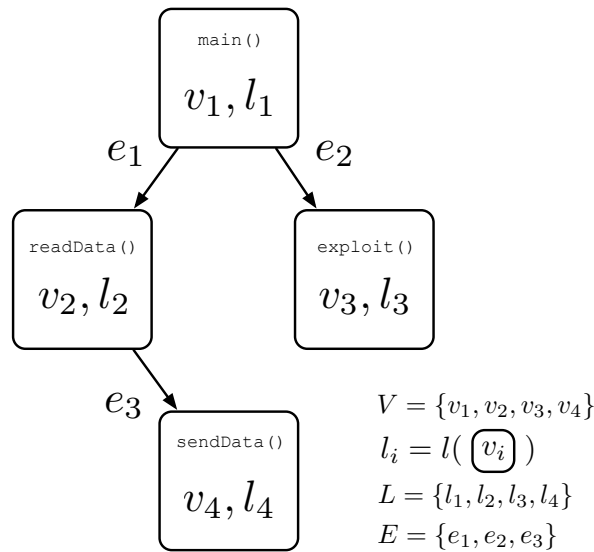 main()
v₁, l₁
e₁
e₂
readData()
v₂, l₂
exploit()
v₃, l₃
e₃
sendData()
v₄, l₄
V = {v₁, v₂, v₃, v₄}
lᵢ = l( vᵢ )
L = {l₁, l₂, l₃, l₄}
E = {e₁, e₂, e₃}